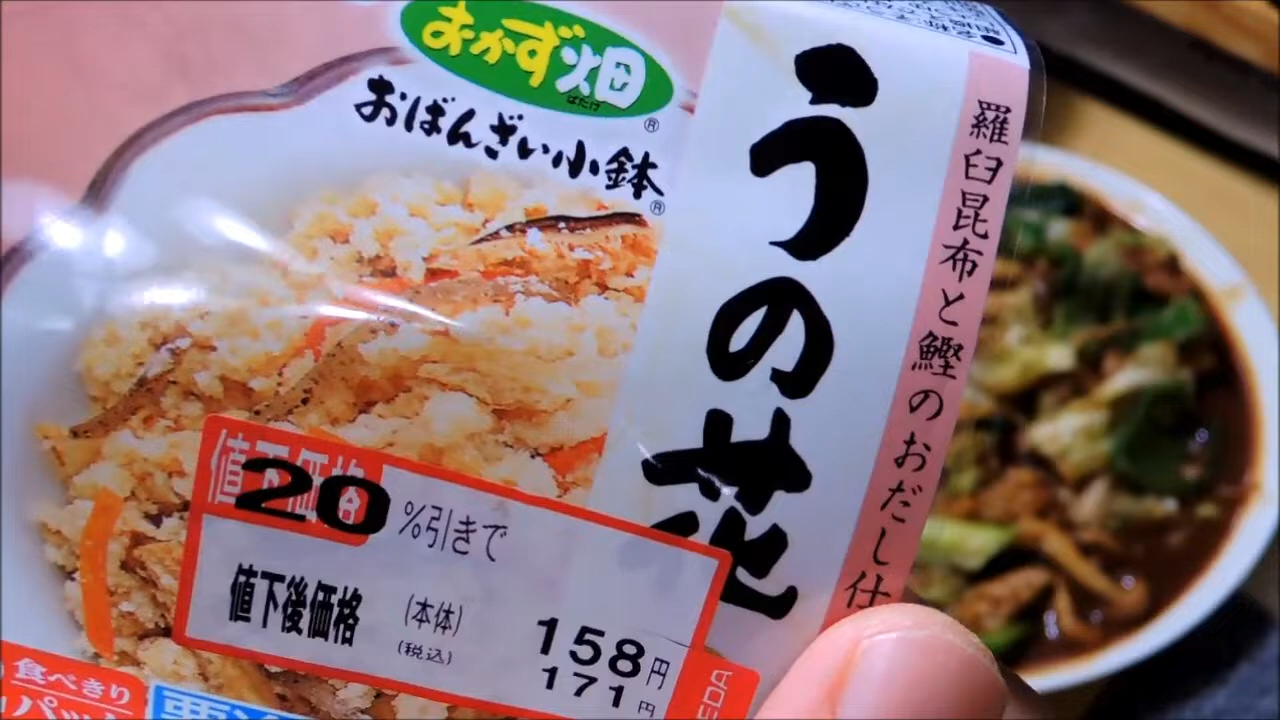 おかず畑
ばたけ
®
おばんざい小鉢®
うの花
羅臼昆布と鰹のおだし仕
値下価格
20%引きで
値下後価格
(本体) 158円
(税込) 171円
食べきり
パック
EDA